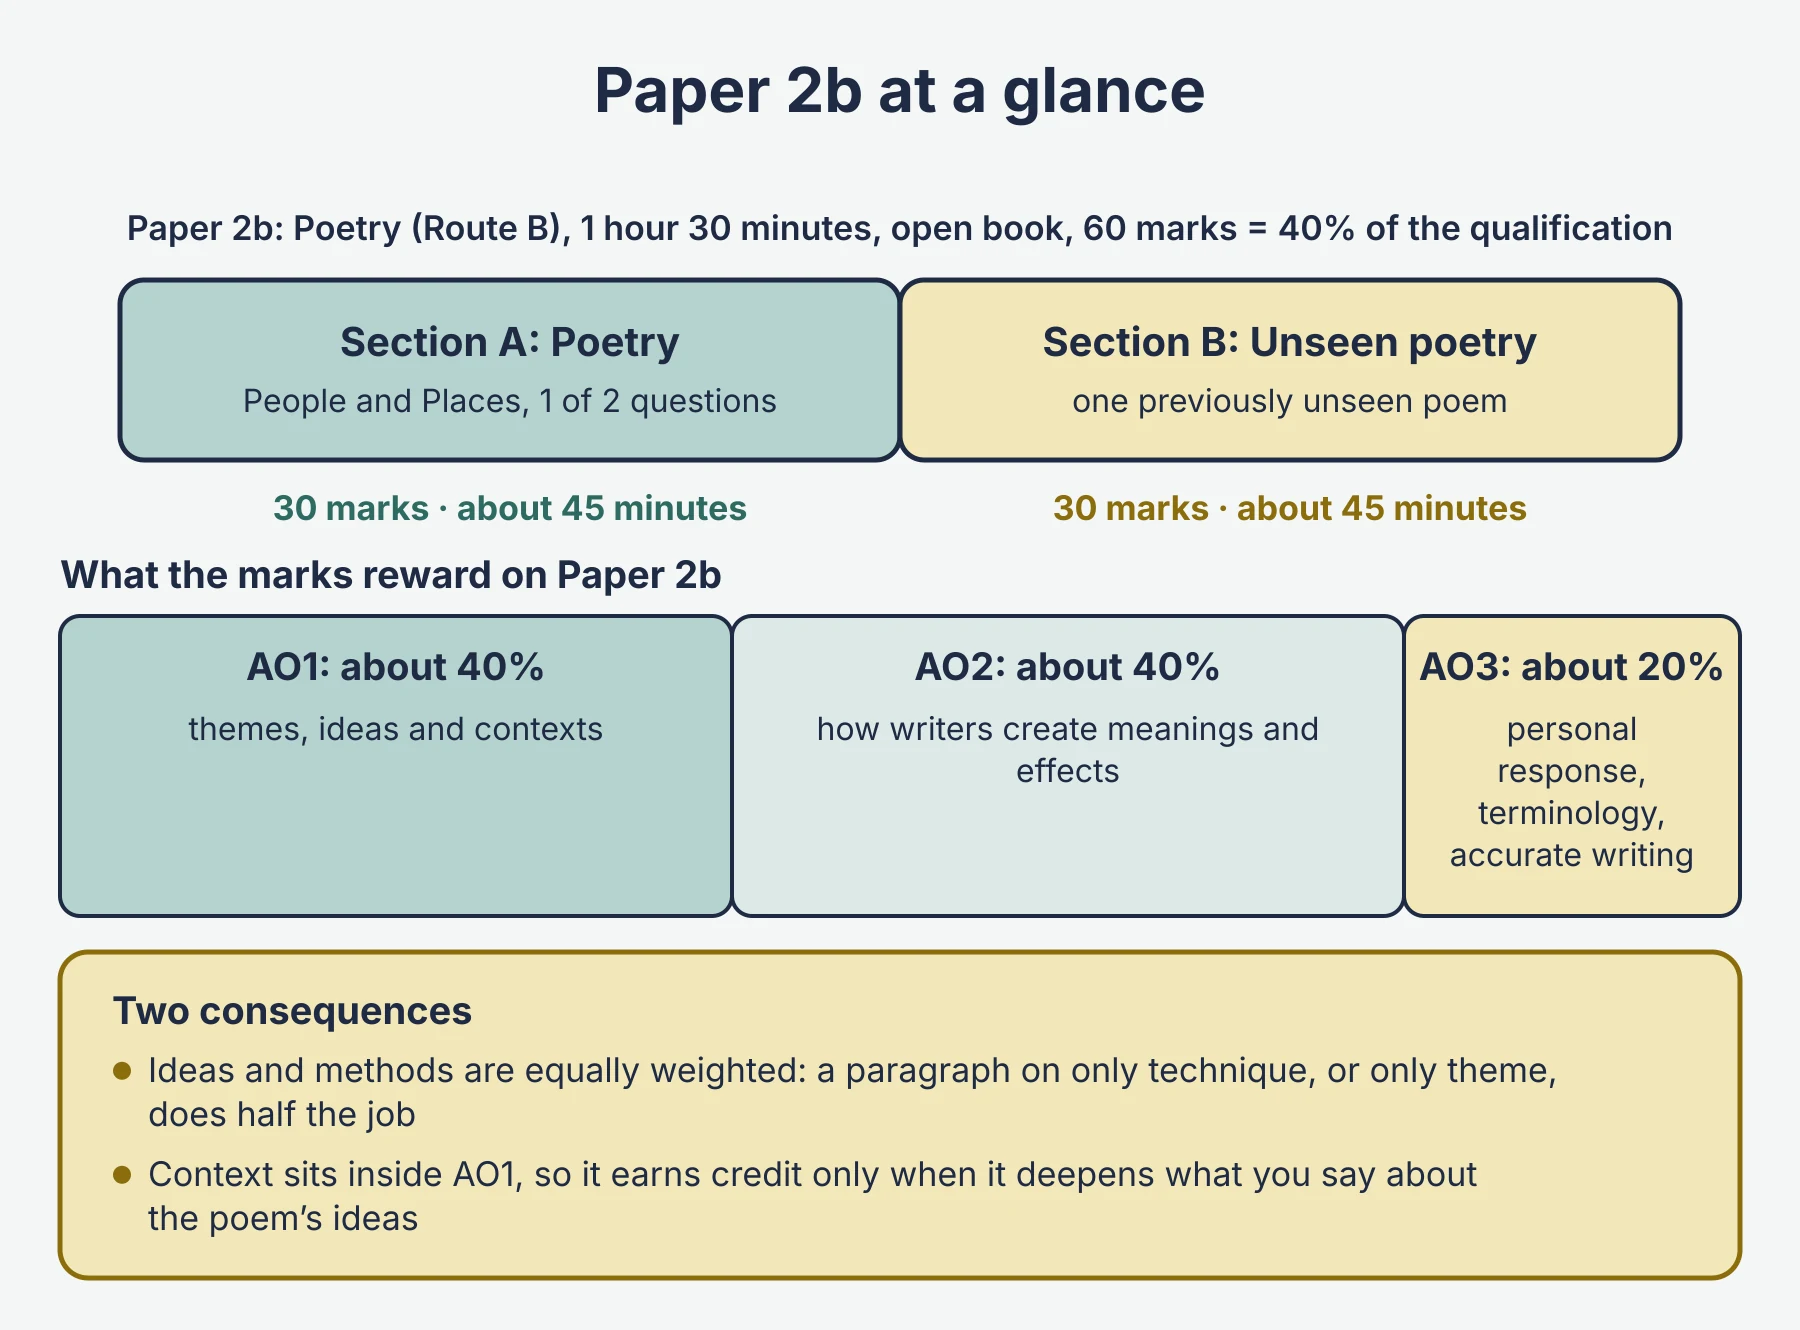 Paper 2b at a glance
Paper 2b: Poetry (Route B), 1 hour 30 minutes, open book, 60 marks = 40% of the qualification
Section A: Poetry
People and Places, 1 of 2 questions
Section B: Unseen poetry
one previously unseen poem
30 marks · about 45 minutes
30 marks · about 45 minutes
What the marks reward on Paper 2b
AO1: about 40%
themes, ideas and contexts
AO2: about 40%
how writers create meanings and
effects
AO3: about 20%
personal
response,
terminology,
accurate writing
Two consequences
Ideas and methods are equally weighted: a paragraph on only technique, or only theme,
does half the job
Context sits inside AO1, so it earns credit only when it deepens what you say about
the poem’s ideas